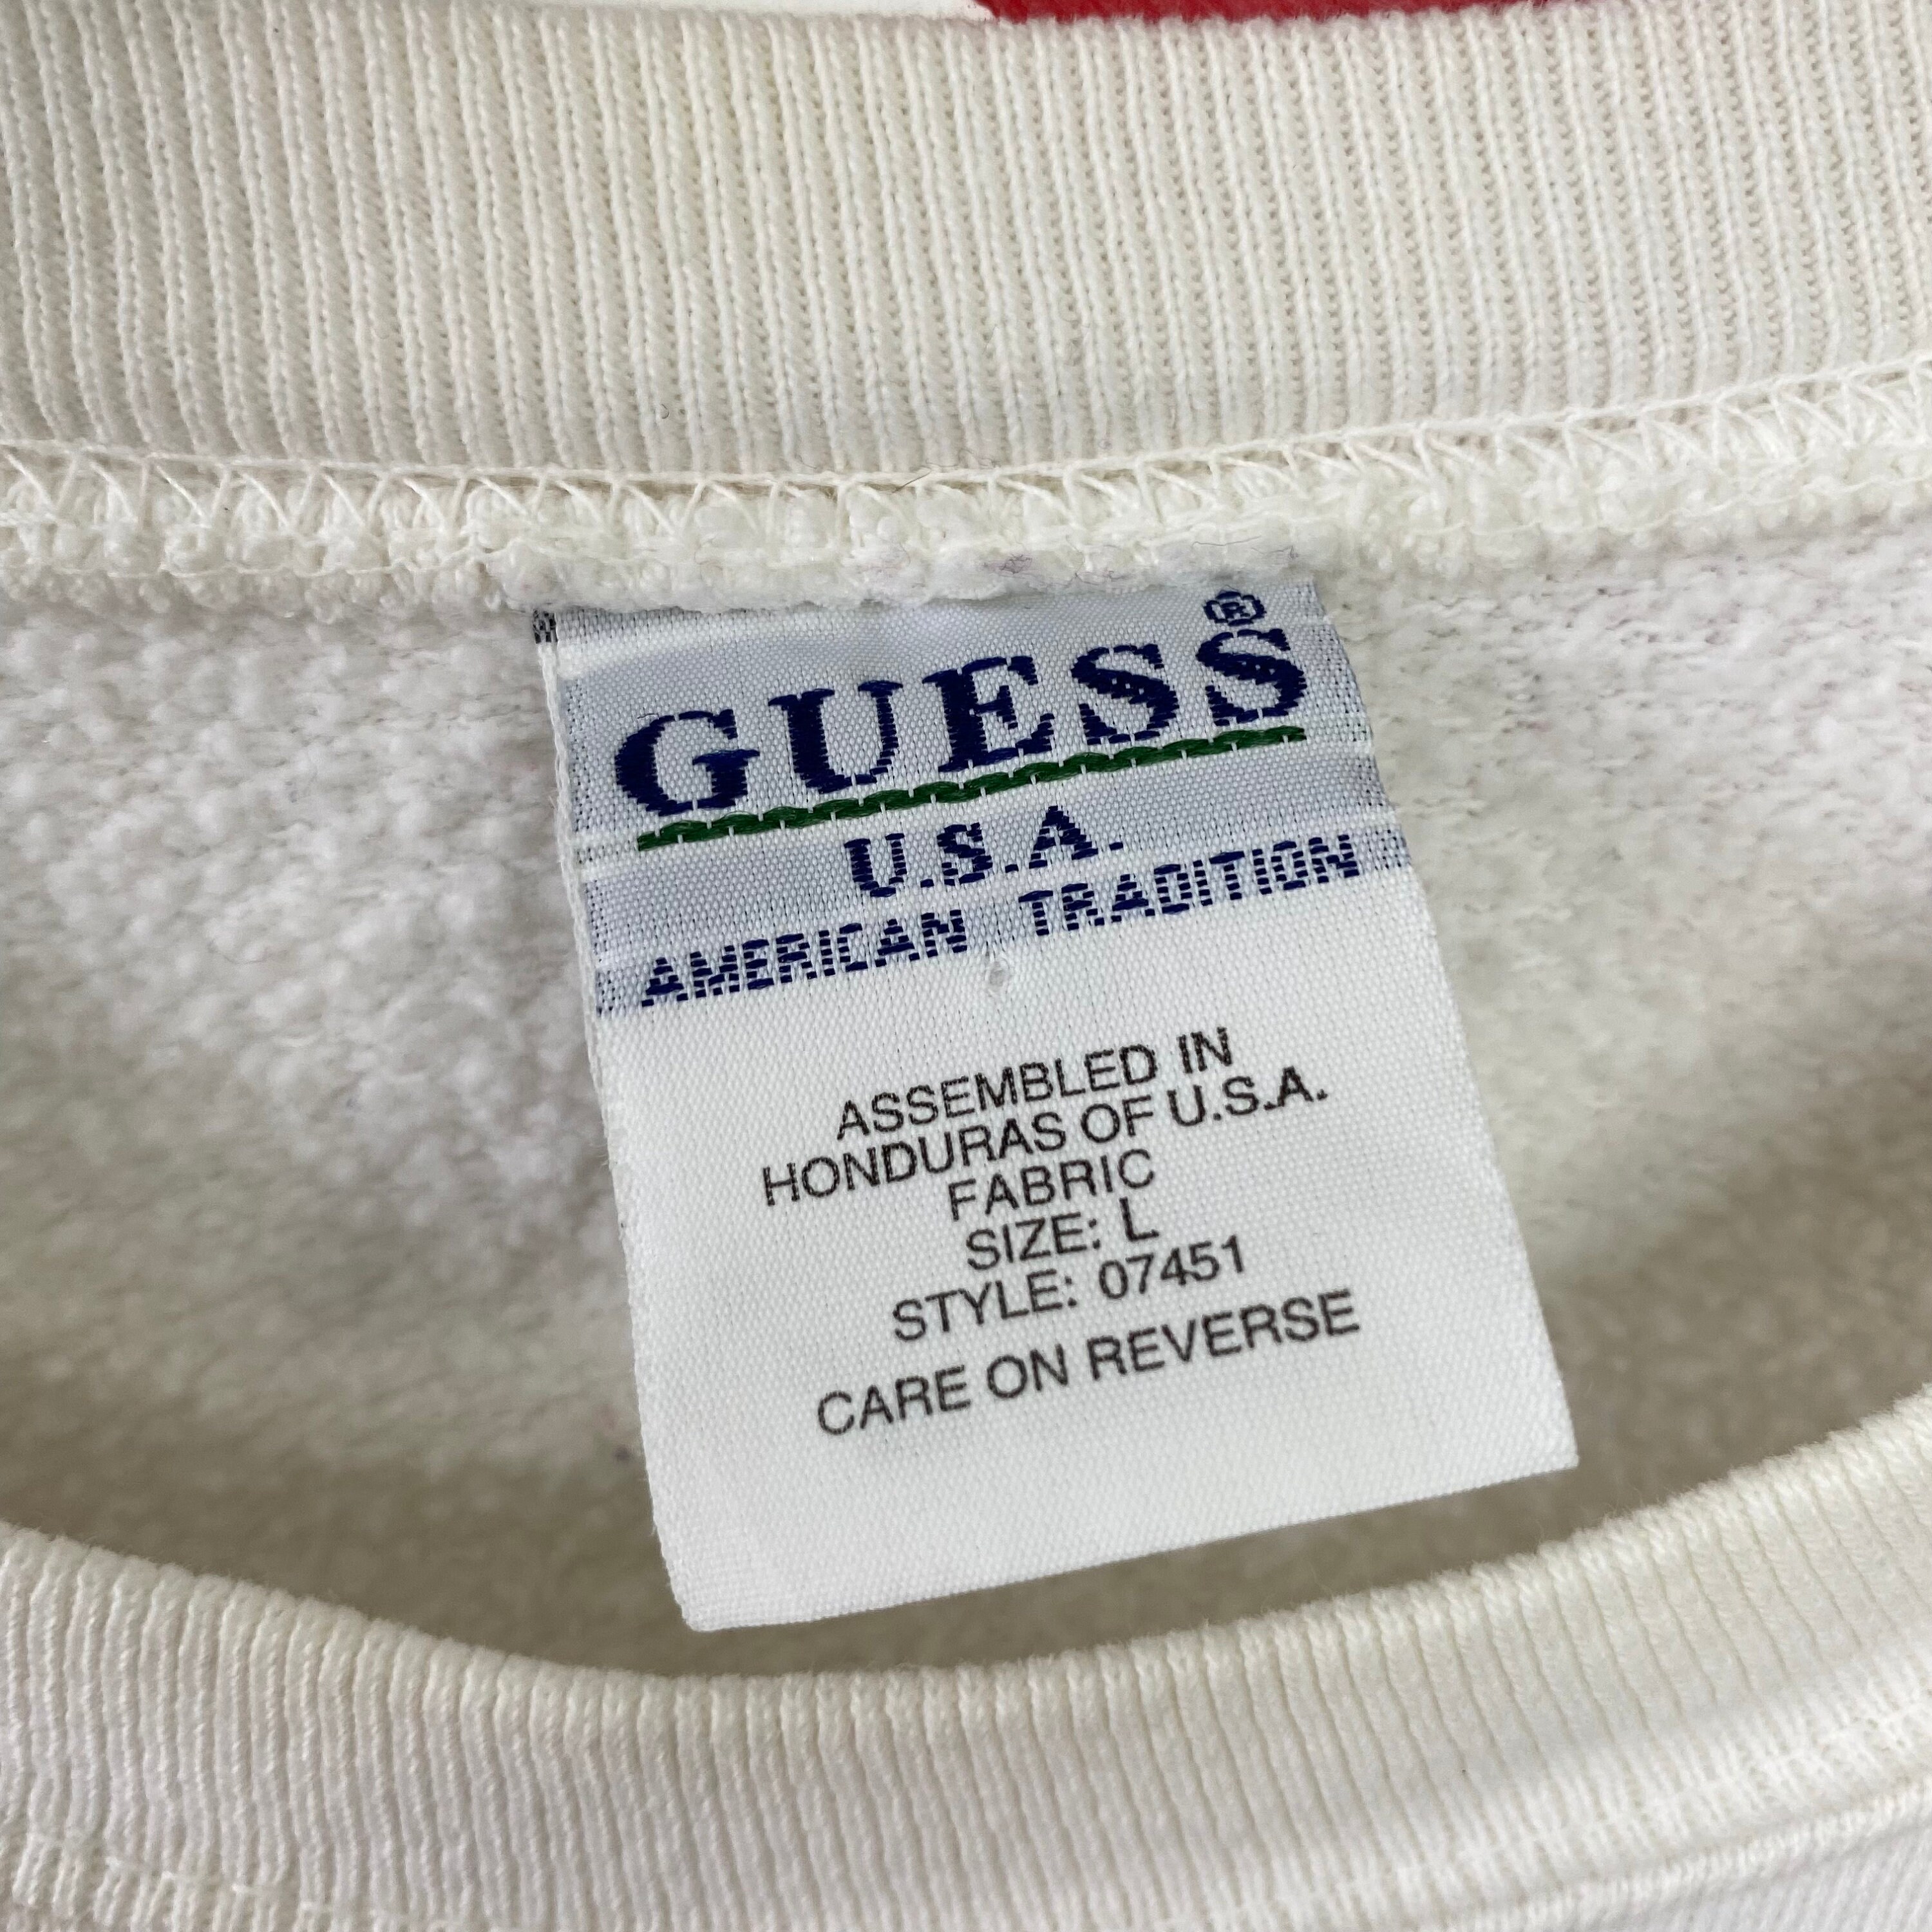 GUESS®
U.S.A.
AMERICAN TRADITION
ASSEMBLED IN
HONDURAS OF U.S.A.
FABRIC
SIZE: L
STYLE: 07451
CARE ON REVERSE